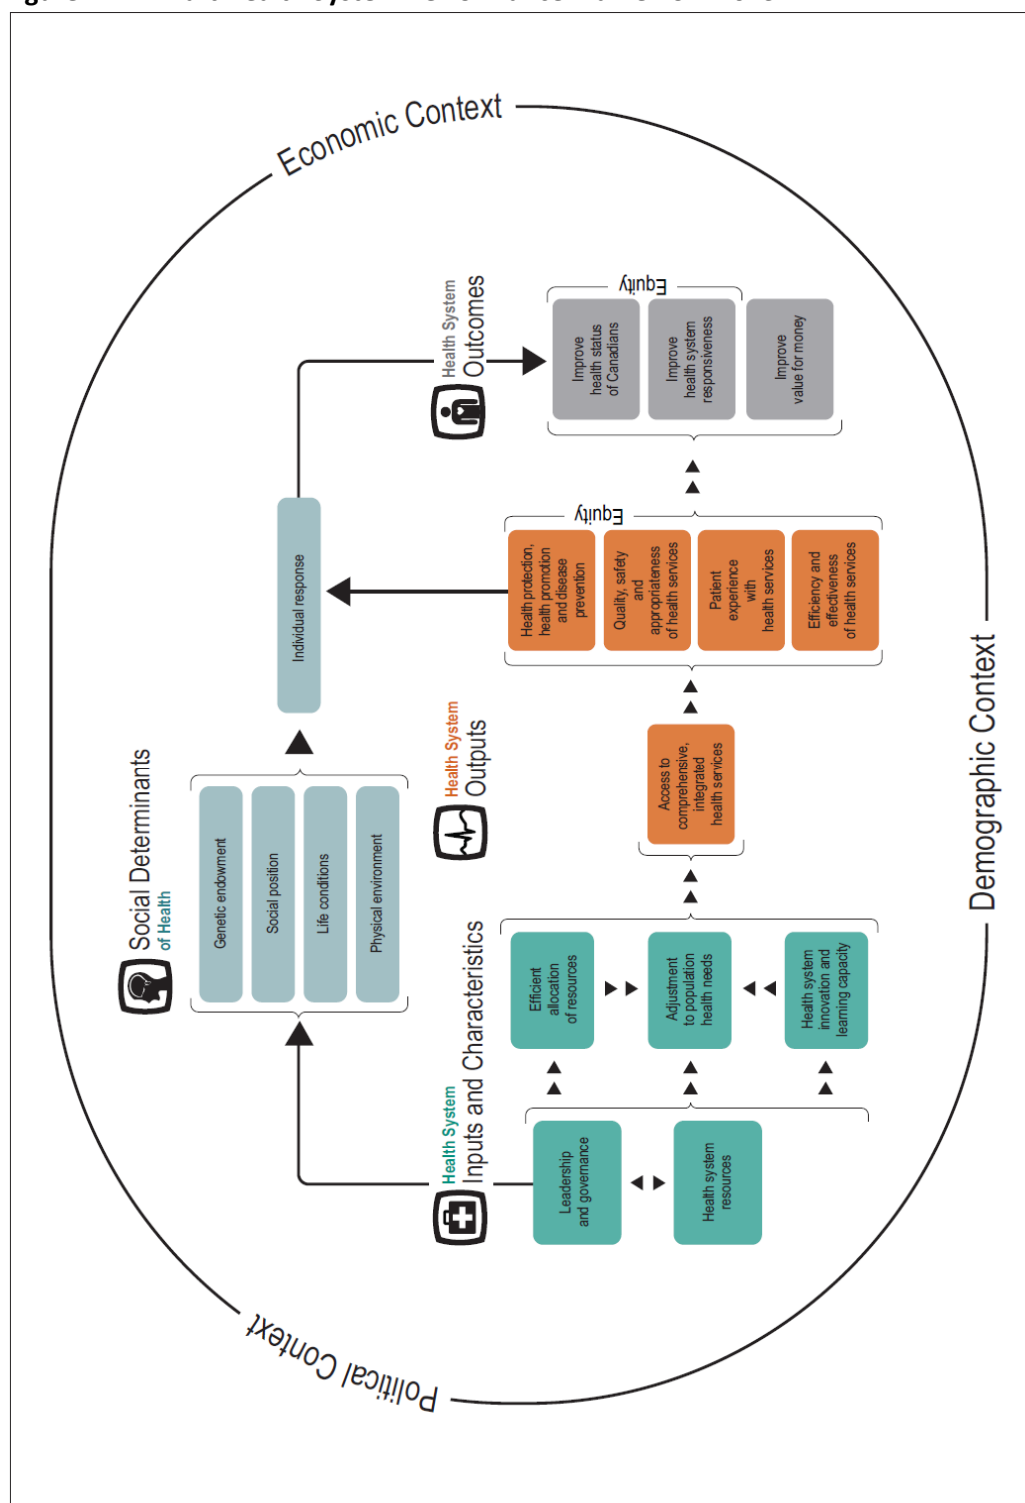 Health System Performance Framework
Political Context
Economic Context
Demographic Context
Social Determinants
of Health
Genetic endowment
Social position
Life conditions
Physical environment
Individual response
Health System
Inputs and Characteristics
Leadership
and governance
Health system
resources
Efficient
allocation
of resources
Adjustment
to population
health needs
Health system
innovation and
learning capacity
Health System
Outputs
Access to
comprehensive,
integrated
health services
Health protection,
health promotion
and disease
prevention
Quality, safety
and
appropriateness
of health services
Patient
experience
with
health services
Efficiency and
effectiveness
of health services
Equity
Health System
Outcomes
Improve
health status
of Canadians
Improve
health system
responsiveness
Improve
value for money
Equity